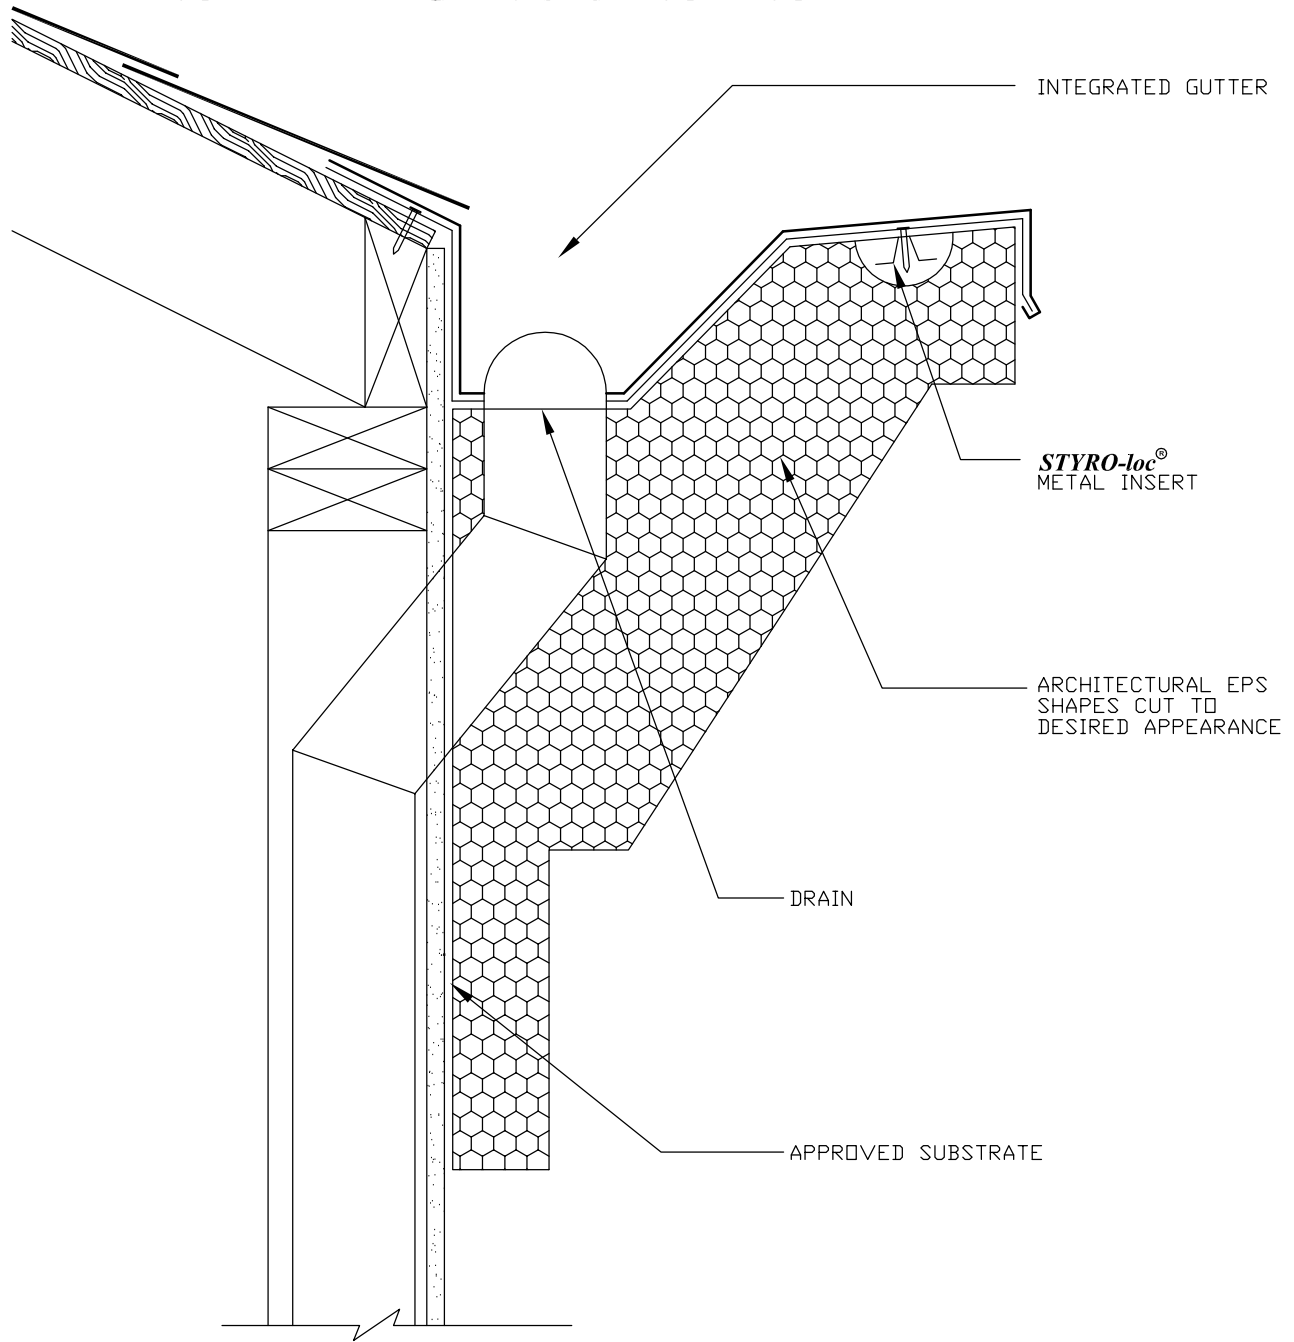 INTEGRATED GUTTER
STYRO-loc®
METAL INSERT
ARCHITECTURAL EPS
SHAPES CUT TO
DESIRED APPEARANCE
DRAIN
APPROVED SUBSTRATE